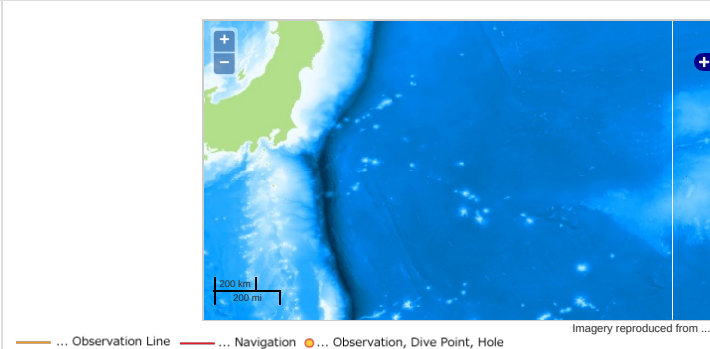 +
−
+
200 km
200 mi
Imagery reproduced from ...
... Observation Line ... Navigation ... Observation, Dive Point, Hole